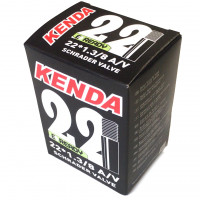 22
KENDA
22
22*1.3/8 A/V
SCHRADER VALVE
22*1.3/8 A/V
SCHRADER VALVE